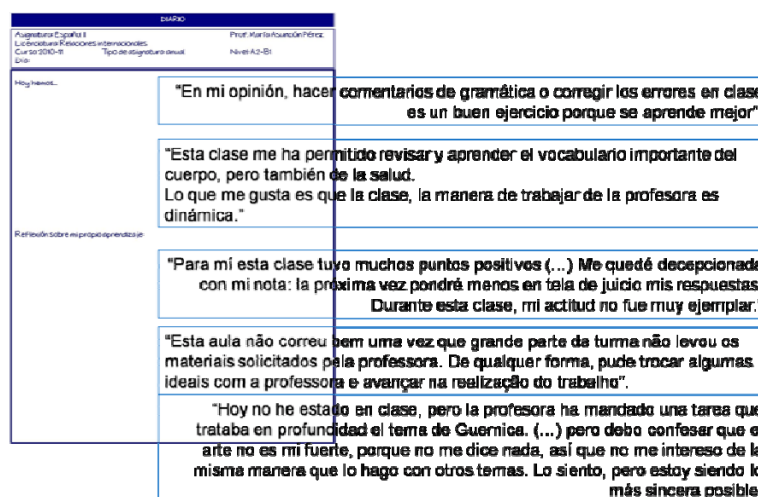 DIARIO
Asignatura: Español II Prof. María Asunción Pérez
Licenciatura Relaciones internacionales
Curso 2010-11 Tipo de asignatura: anual Nivel: A2-B1
Día:
Hoy hemos...
"En mi opinión, hacer comentarios de gramática o corregir los errores en clase
es un buen ejercicio porque se aprende mejor"
"Esta clase me ha permitido revisar y aprender el vocabulario importante del
cuerpo, pero también de la salud.
Lo que me gusta es que la clase, la manera de trabajar de la profesora es
dinámica."
Reflexión sobre mi propio aprendizaje
"Para mí esta clase tuvo muchos puntos positivos (...) Me quedé decepcionada
con mi nota: la próxima vez pondré menos en tela de juicio mis respuestas.
Durante esta clase, mi actitud no fue muy ejemplar."
"Esta aula não correu bem uma vez que grande parte da turma não levou os
materiais solicitados pela professora. De qualquer forma, pude trocar algumas
ideais com a professora e avançar na realização do trabalho".
"Hoy no he estado en clase, pero la profesora ha mandado una tarea que
trataba en profundidad el tema de Guernica. (...) pero debo confesar que e
arte no es mi fuerte, porque no me dice nada, así que no me intereso de la
misma manera que lo hago con otros temas. Lo siento, pero estoy siendo lo
más sincera posible